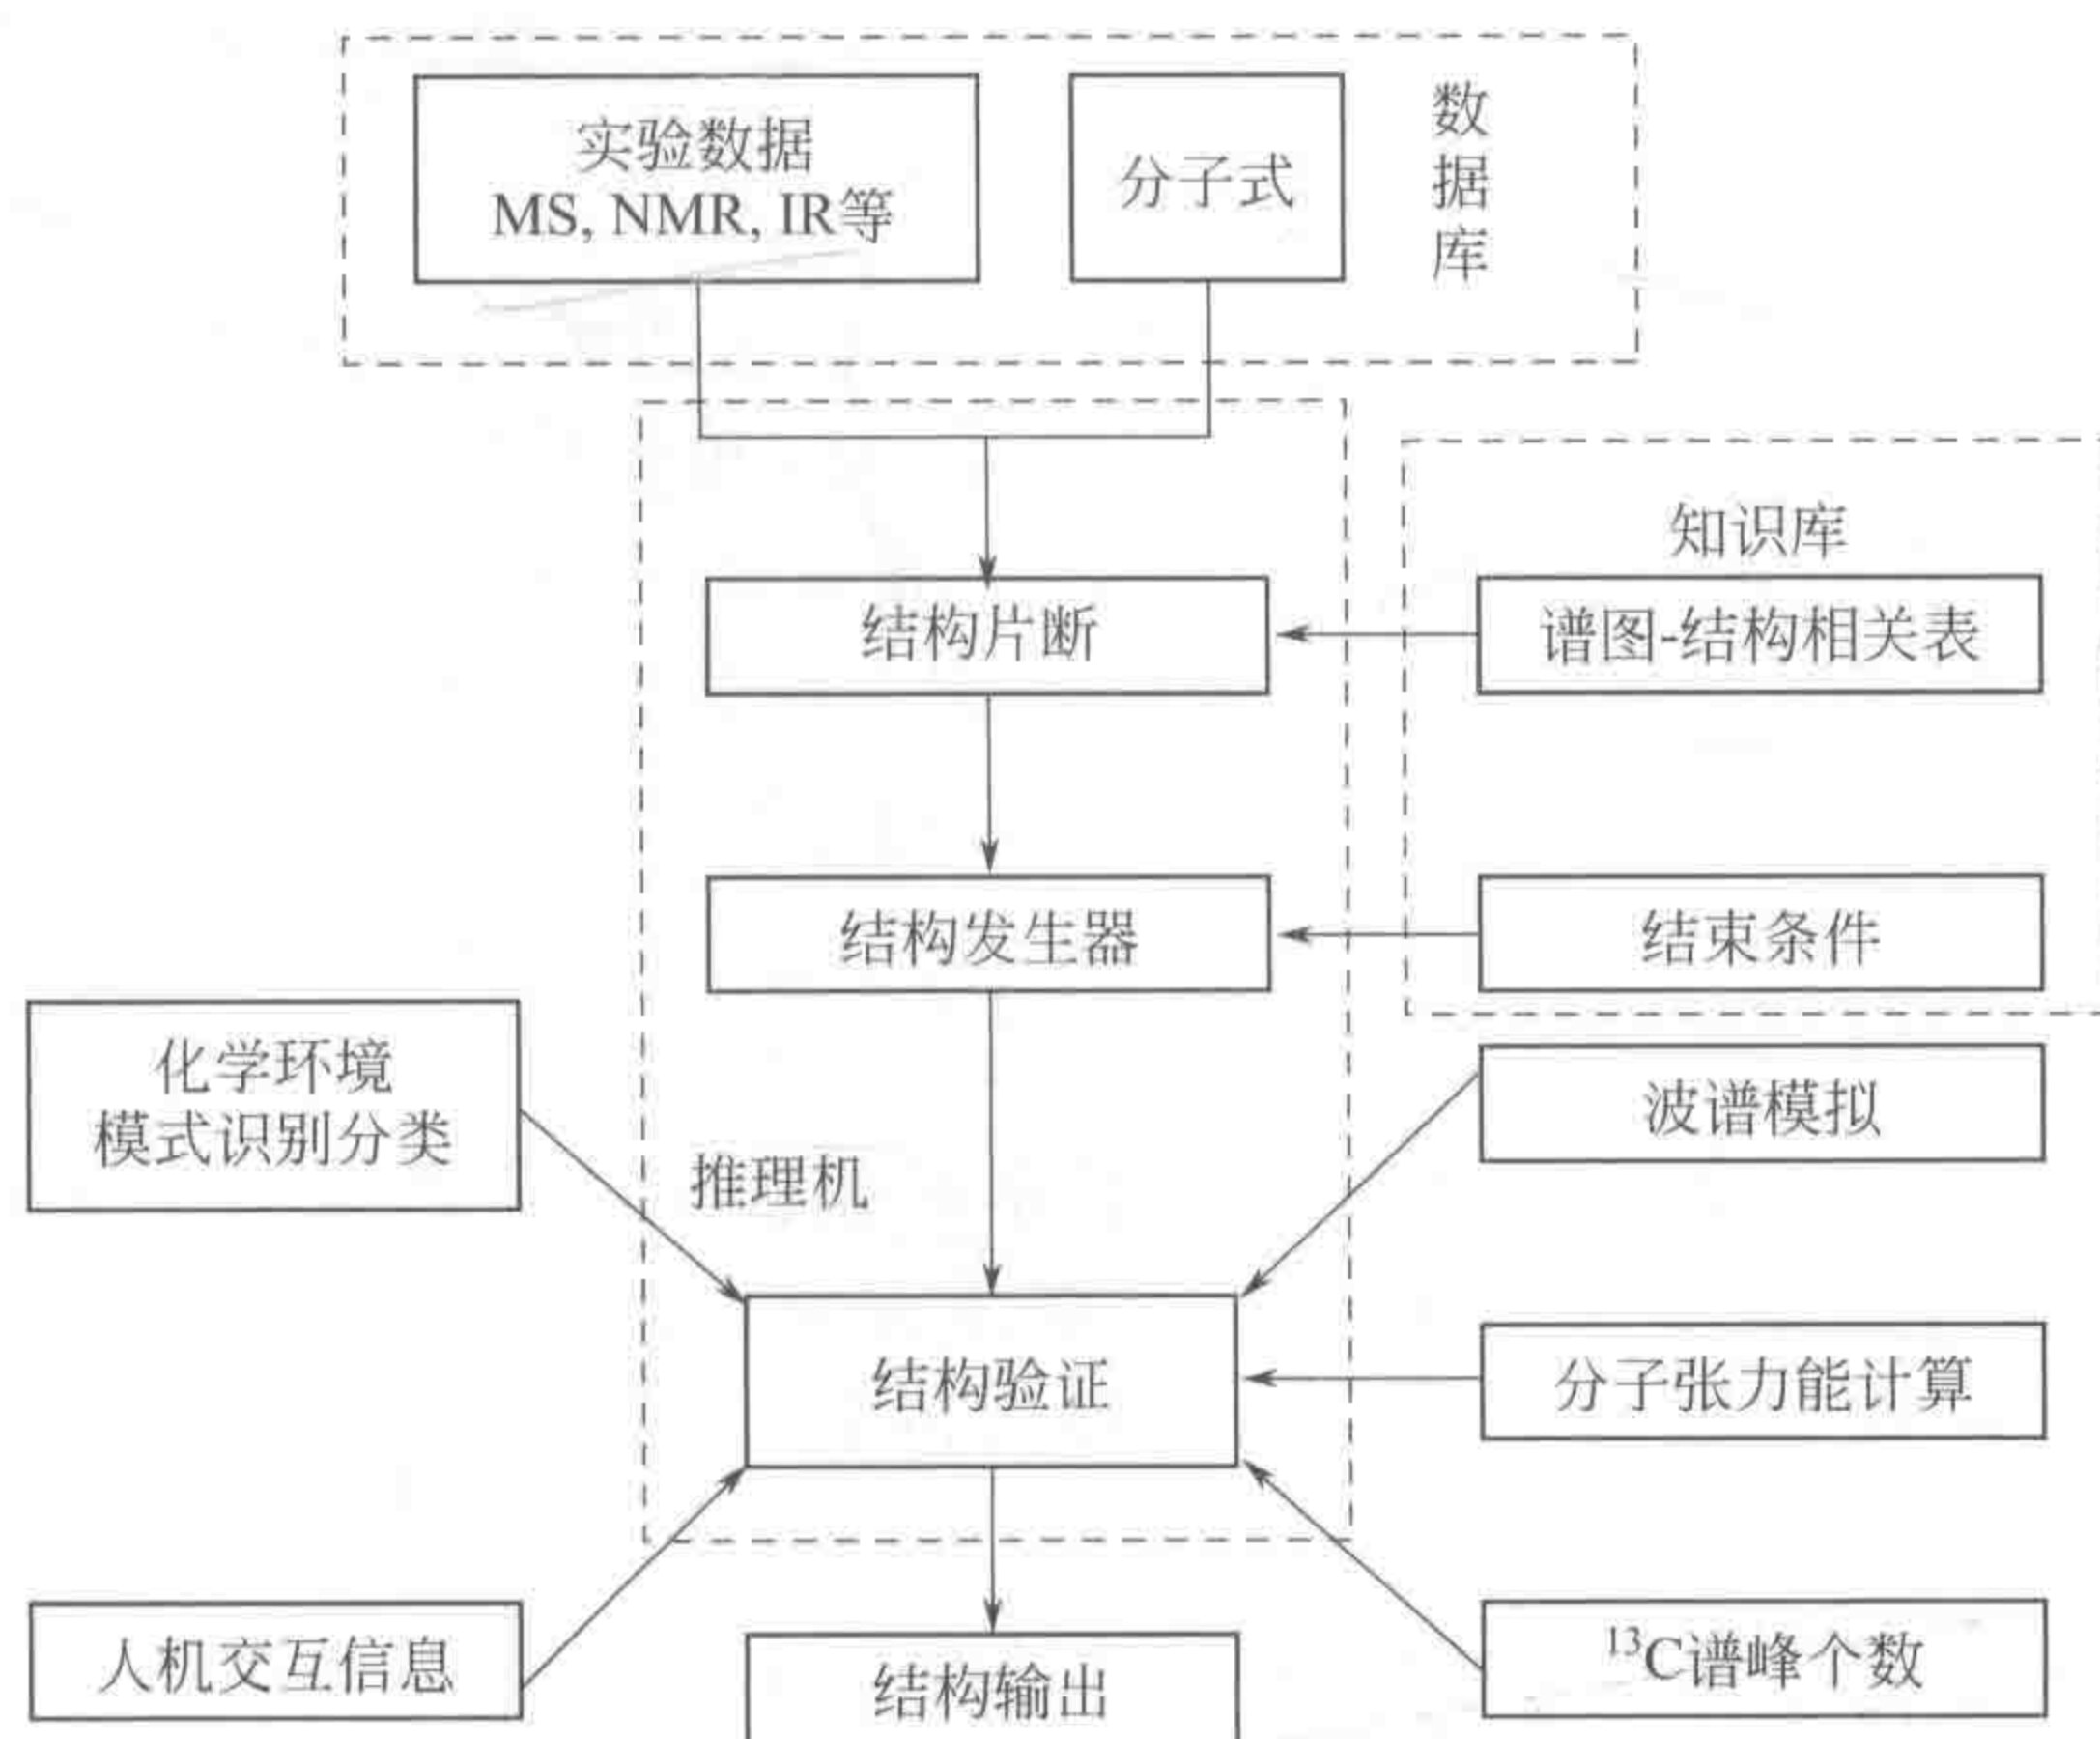 实验数据
MS, NMR, IR等
分子式
数据库
知识库
结构片断
谱图-结构相关表
结构发生器
结束条件
化学环境
模式识别分类
波谱模拟
推理机
结构验证
分子张力能计算
人机交互信息
结构输出
¹³C谱峰个数